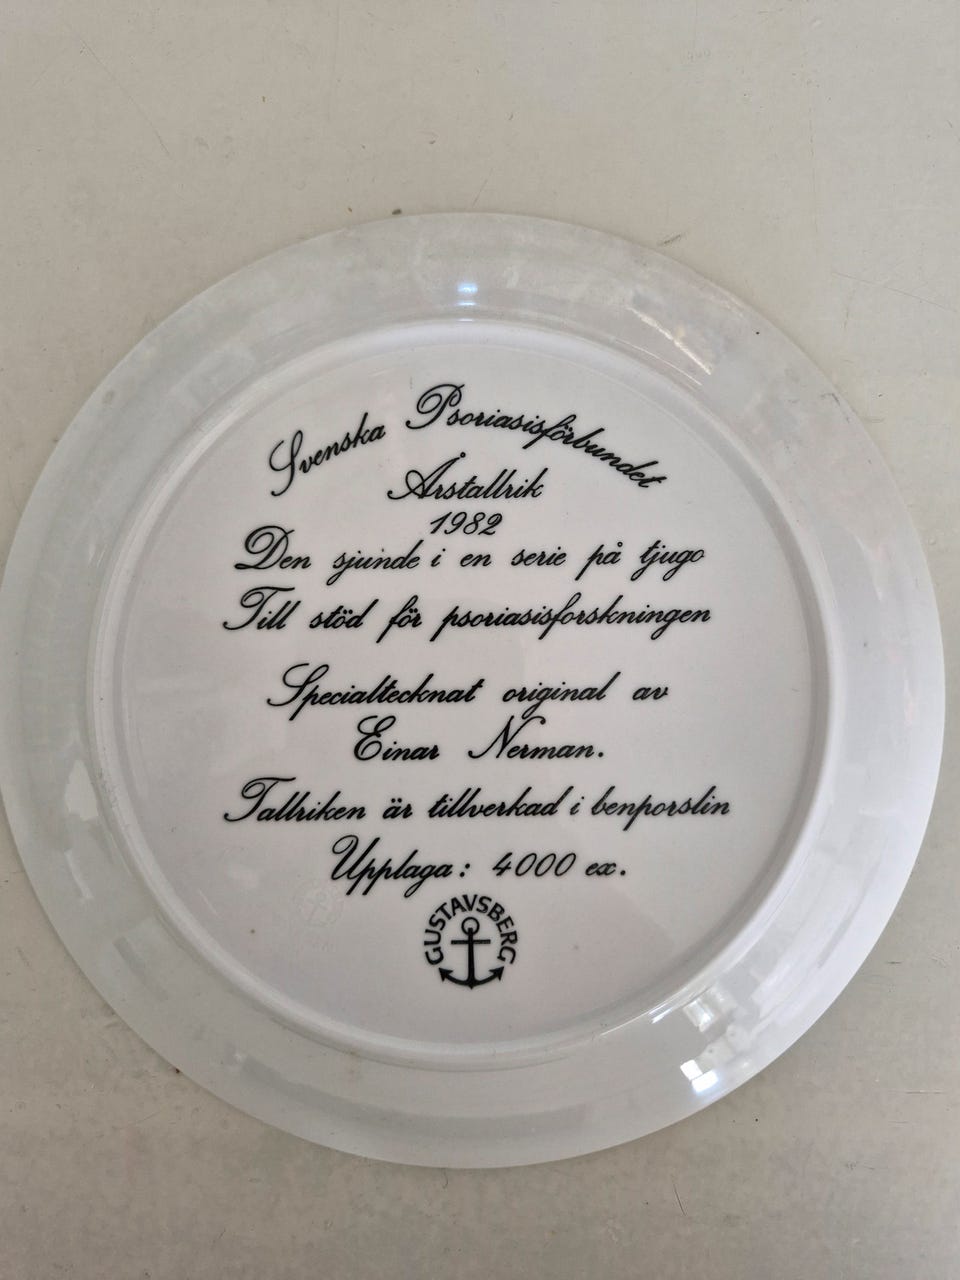 Svenska Psoriasisförbundet
Årstallrik
1982
Den sjunde i en serie på tjugo
Till stöd för psoriasisforskningen
Specialtecknat original av
Einar Nerman.
Tallriken är tillverkad i benporslin
Upplaga: 4000 ex.
GUSTAVSBERG